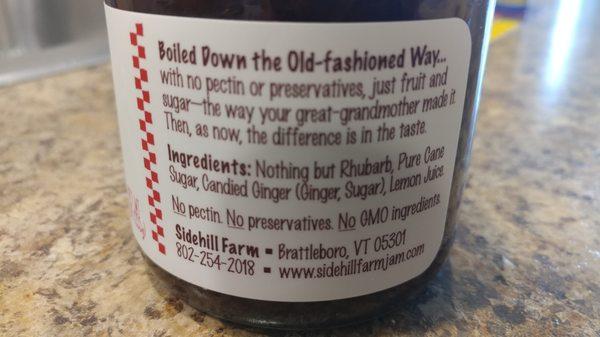 Boiled Down the Old-fashioned Way...
with no pectin or preservatives, just fruit and
sugar—the way your great-grandmother made it.
Then, as now, the difference is in the taste.
Ingredients: Nothing but Rhubarb, Pure Cane
Sugar, Candied Ginger (Ginger, Sugar), Lemon Juice.
No pectin. No preservatives. No GMO ingredients.
Sidehill Farm ▪ Brattleboro, VT 05301
802-254-2018 ▪ www.sidehillfarmjam.com